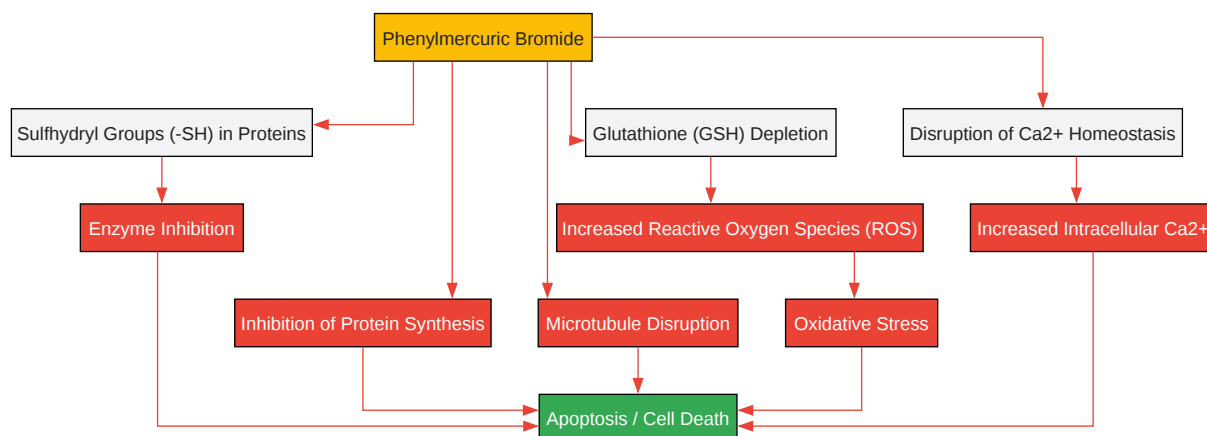 Phenylmercuric Bromide
Sulfhydryl Groups (-SH) in Proteins
Glutathione (GSH) Depletion
Disruption of Ca2+ Homeostasis
Enzyme Inhibition
Increased Reactive Oxygen Species (ROS)
Increased Intracellular Ca2+
Inhibition of Protein Synthesis
Microtubule Disruption
Oxidative Stress
Apoptosis / Cell Death